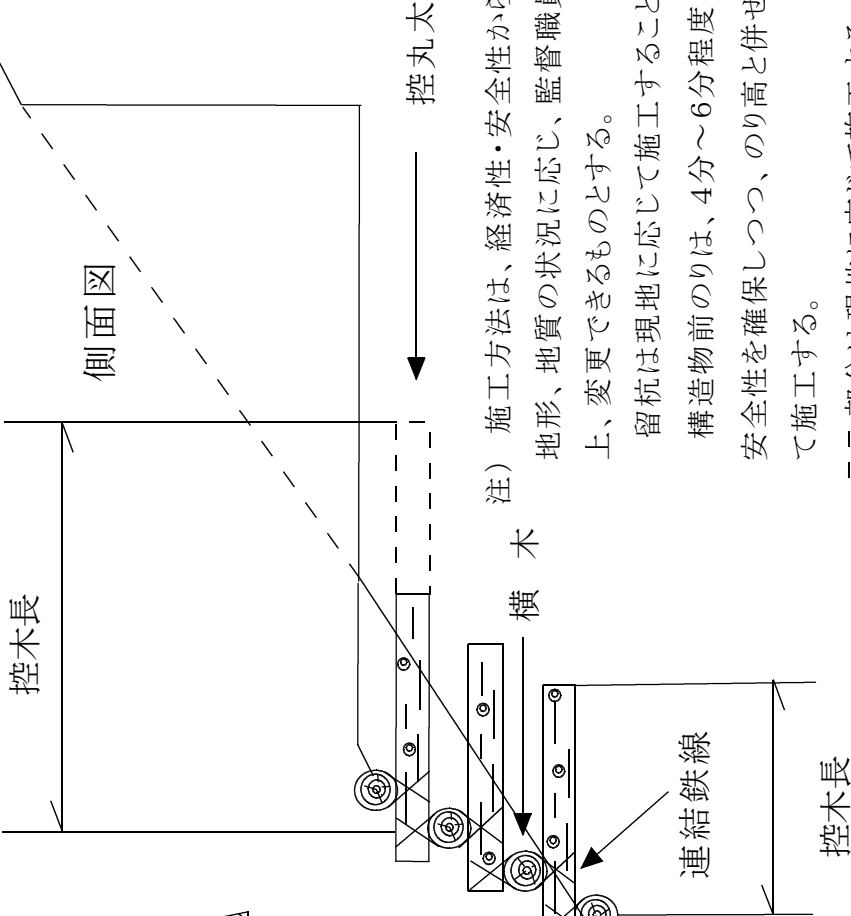 側面図
控木長
控丸太
横木
連結鉄線
控木長
注) 施工方法は、経済性・安全性から
地形、地質の状況に応じ、監督職員
上、変更できるものとする。
留杭は現地に応じて施工すること
構造物前のりは、4分～6分程度
安全性を確保しつつ、のり高と併せ
て施工する。